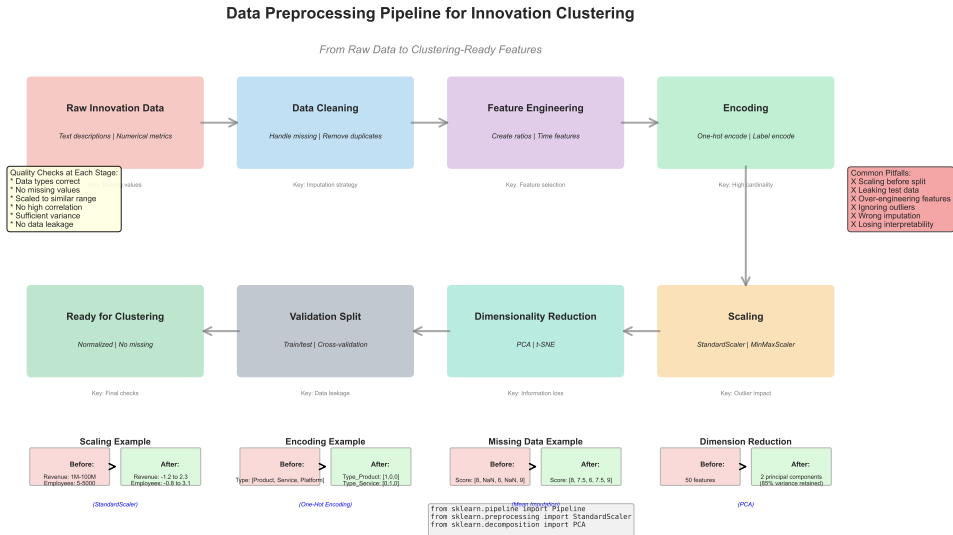 Data Preprocessing Pipeline for Innovation Clustering
From Raw Data to Clustering-Ready Features
Raw Innovation Data
Text descriptions | Numerical metrics
values
Data Cleaning
Handle missing | Remove duplicates
Key: Imputation strategy
Feature Engineering
Create ratios | Time features
Key: Feature selection
Encoding
One-hot encode | Label encode
Key: High cardinality
Quality Checks at Each Stage:
* Data types correct
* No missing values
* Scaled to similar range
* No high correlation
* Sufficient variance
* No data leakage
Common Pitfalls:
X Scaling before split
X Leaking test data
X Over-engineering features
X Ignoring outliers
X Wrong imputation
X Losing interpretability
Ready for Clustering
Normalized | No missing
Key: Final checks
Validation Split
Train/test | Cross-validation
Key: Data leakage
Dimensionality Reduction
PCA | t-SNE
Key: Information loss
Scaling
StandardScaler | MinMaxScaler
Key: Outlier impact
Scaling Example
Before:
Revenue: 1M-100M
Employees: 5-5000
>
After:
Revenue: -1.2 to 2.3
Employees: -0.8 to 3.1
(StandardScaler)
Encoding Example
Before:
Type: [Product, Service, Platform]
>
After:
Type_Product: [1,0,0]
Type_Service: [0,1,0]
(One-Hot Encoding)
Missing Data Example
Before:
Score: [8, NaN, 6, NaN, 9]
>
After:
Score: [8, 7.5, 6, 7.5, 9]
(Mean Imputation)
Dimension Reduction
Before:
50 features
>
After:
2 principal components
(85% variance retained)
(PCA)
from sklearn.pipeline import Pipeline
from sklearn.preprocessing import StandardScaler
from sklearn.decomposition import PCA